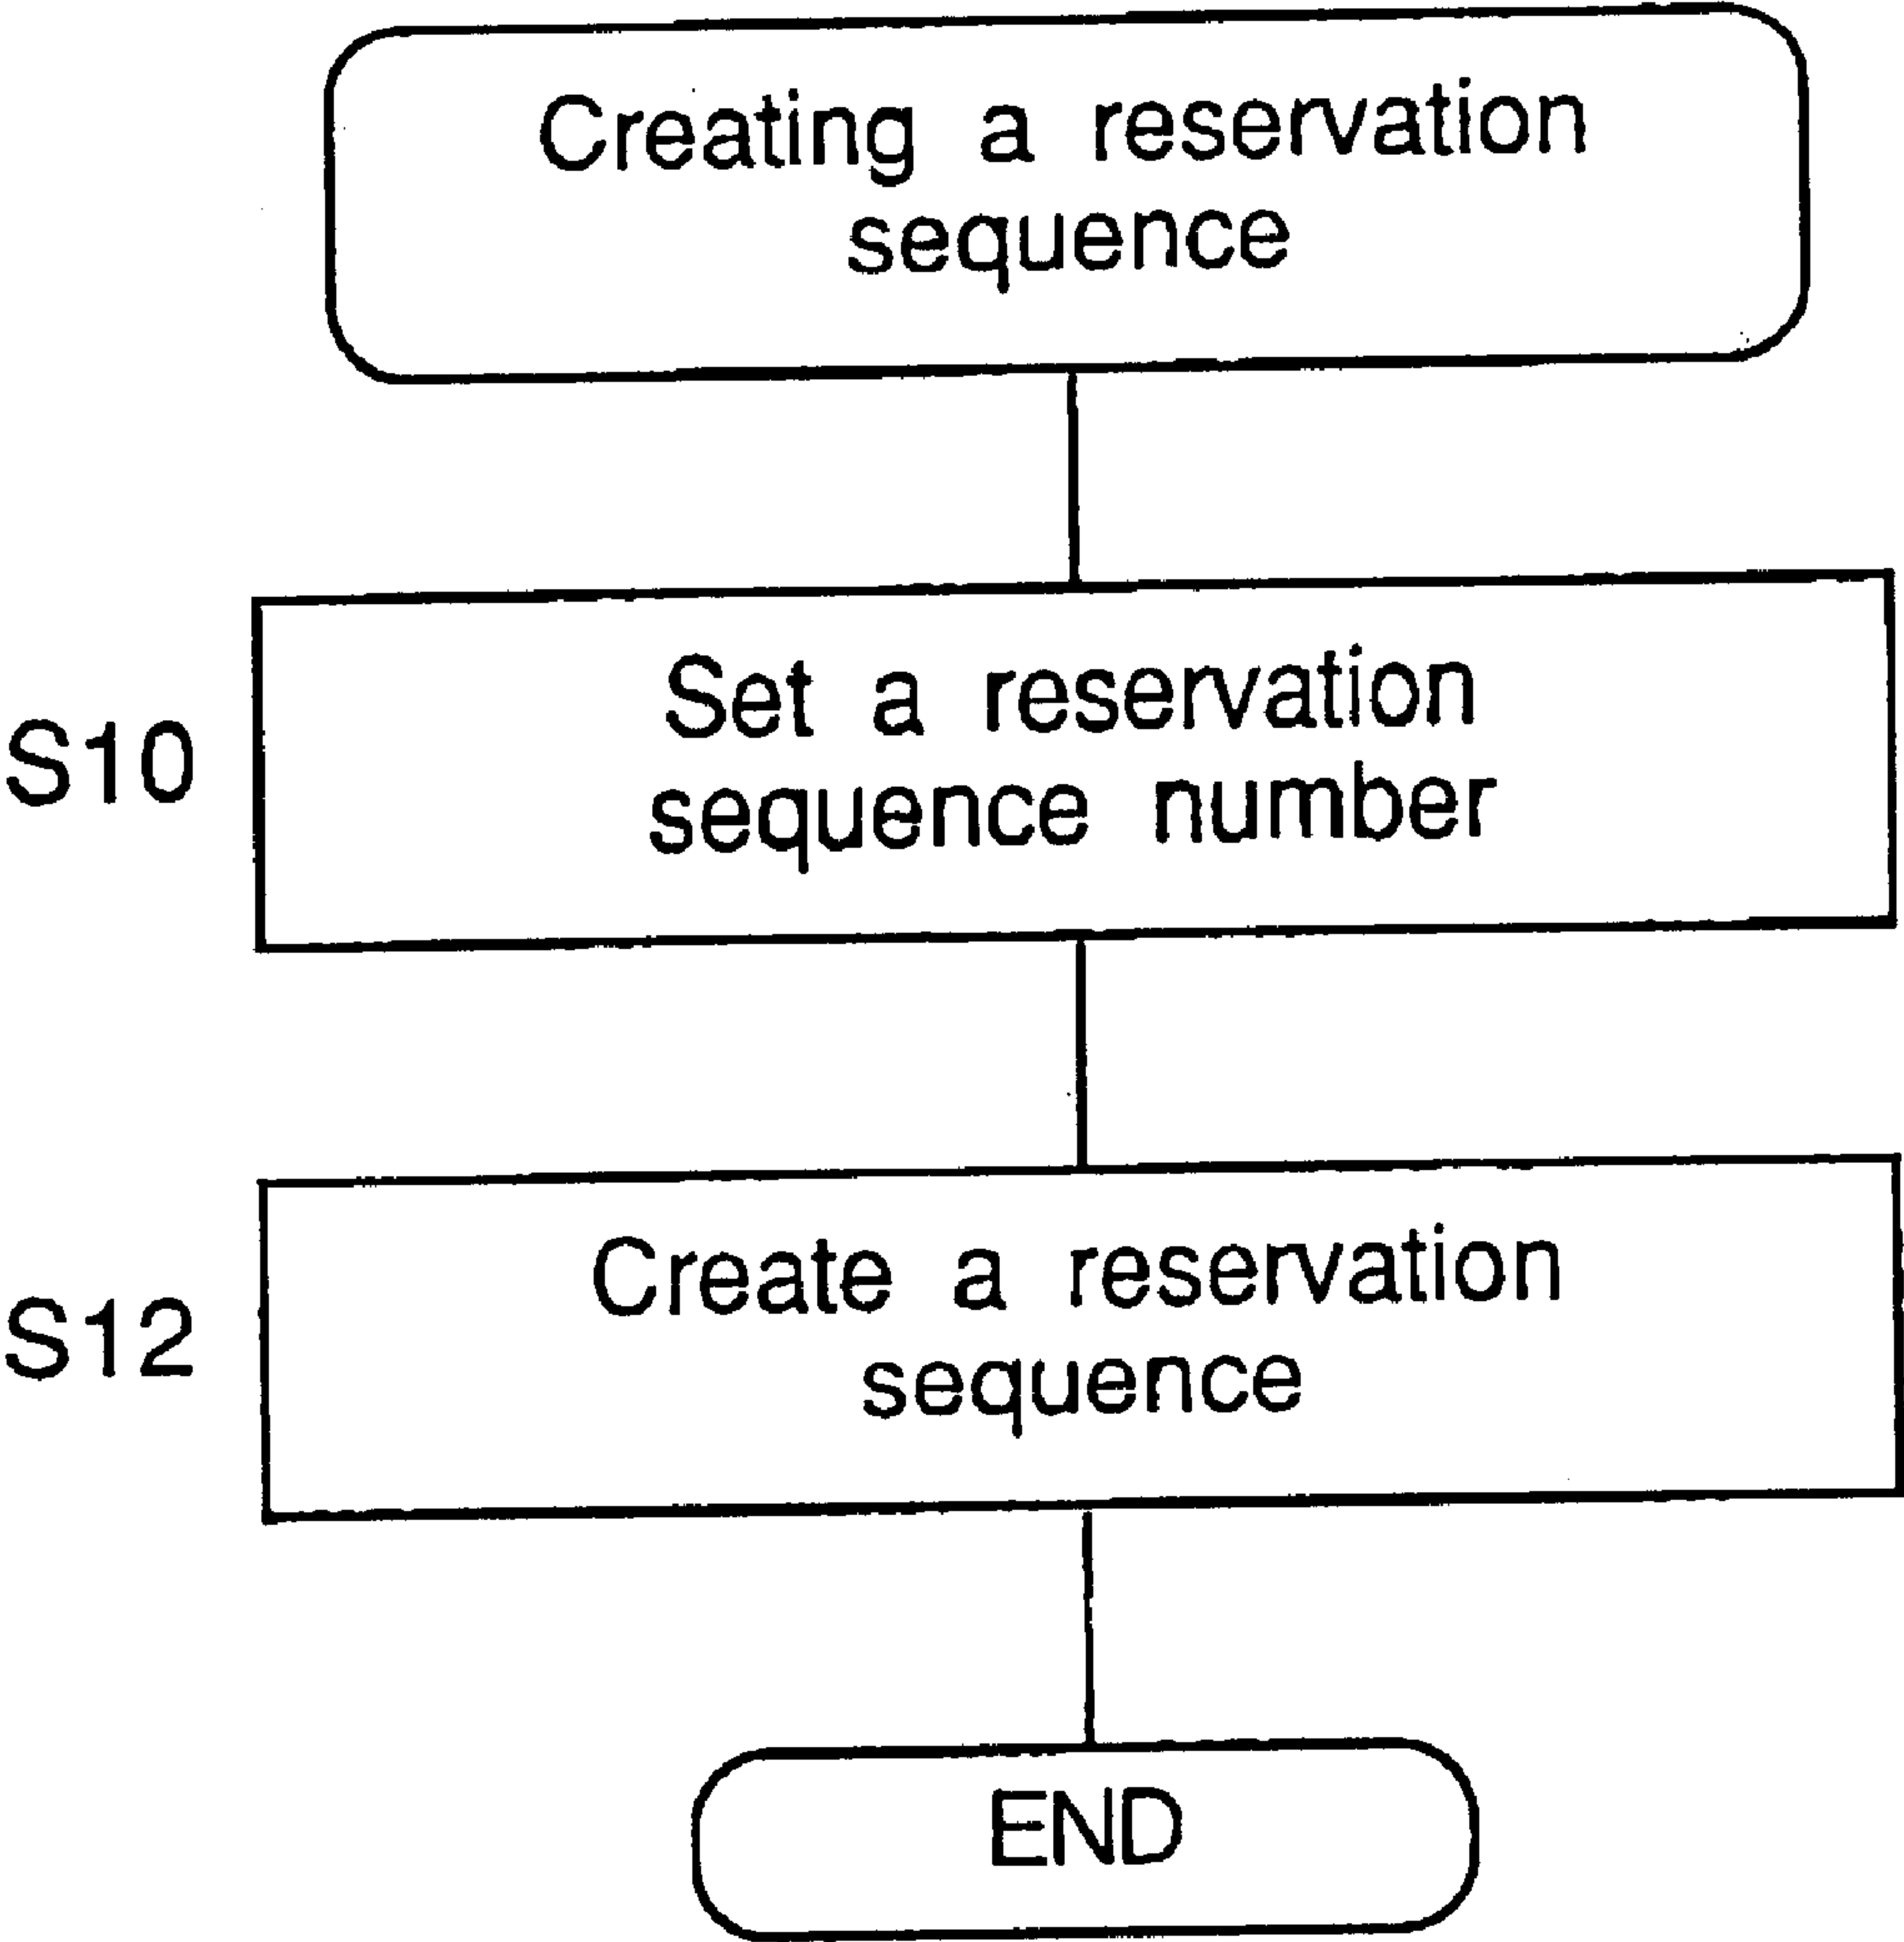 Creating a reservation
sequence
S10
Set a reservation
sequence number
S12
Create a reservation
sequence
END